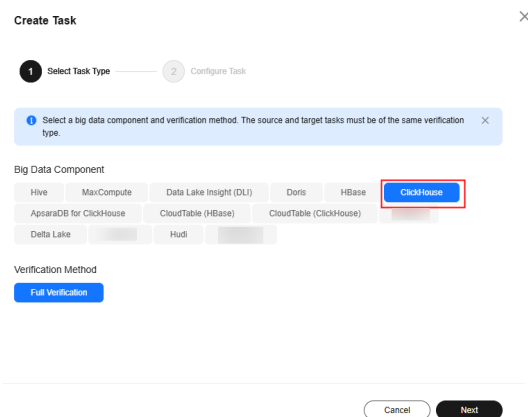 Create Task
1 Select Task Type 2 Configure Task
Select a big data component and verification method. The source and target tasks must be of the same verification
type.
Big Data Component
Hive MaxCompute Data Lake Insight (DLI) Doris HBase ClickHouse
ApsaraDB for ClickHouse CloudTable (HBase) CloudTable (ClickHouse)
Delta Lake Hudi
Verification Method
Full Verification
Cancel Next